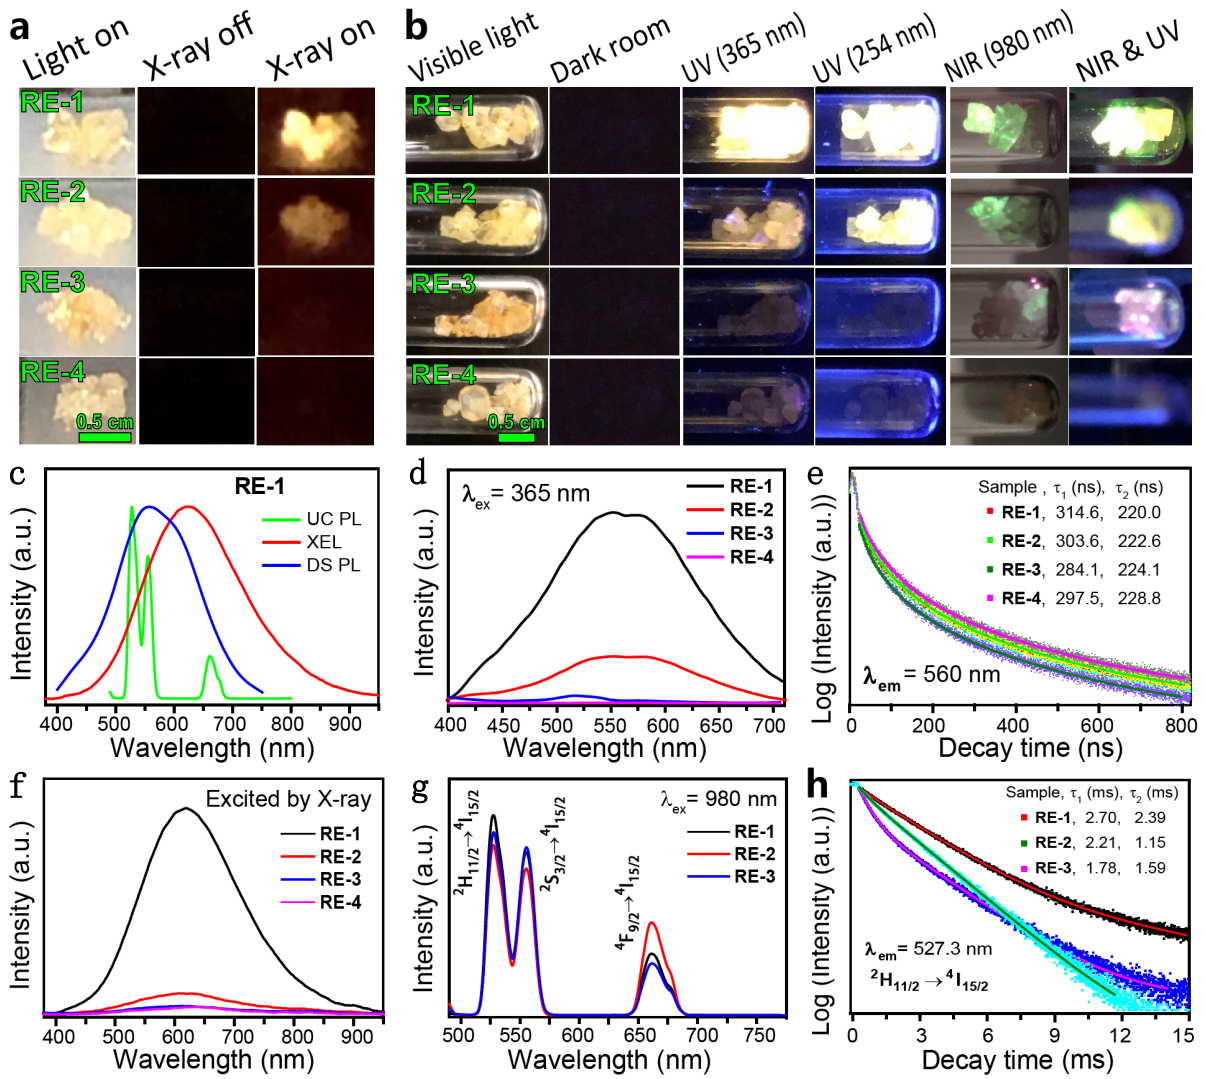 a
Light on
X-ray off
X-ray on
RE-1
RE-2
RE-3
RE-4
0.5 cm
b
Visible light
Dark room
UV (365 nm)
UV (254 nm)
NIR (980 nm)
NIR & UV
RE-1
RE-2
RE-3
RE-4
0.5 cm
c
RE-1
UC PL
XEL
DS PL
Intensity (a.u.)
400 500 600 700 800 900
Wavelength (nm)
d
λex= 365 nm
RE-1
RE-2
RE-3
RE-4
Intensity (a.u.)
400 450 500 550 600 650 700
Wavelength (nm)
e
Sample , τ1 (ns), τ2 (ns)
RE-1, 314.6, 220.0
RE-2, 303.6, 222.6
RE-3, 284.1, 224.1
RE-4, 297.5, 228.8
λem= 560 nm
Log (Intensity (a.u.))
0 200 400 600 800
Decay time (ns)
f
Excited by X-ray
RE-1
RE-2
RE-3
RE-4
Intensity (a.u.)
400 500 600 700 800 900
Wavelength (nm)
g
λex= 980 nm
RE-1
RE-2
RE-3
²H11/2→⁴I15/2
²S3/2→⁴I15/2
⁴F9/2→⁴I15/2
Intensity (a.u.)
500 550 600 650 700 750
Wavelength (nm)
h
Sample, τ1 (ms), τ2 (ms)
RE-1, 2.70, 2.39
RE-2, 2.21, 1.15
RE-3, 1.78, 1.59
λem= 527.3 nm
²H11/2→⁴I15/2
Log (Intensity (a.u.))
0 3 6 9 12 15
Decay time (ms)